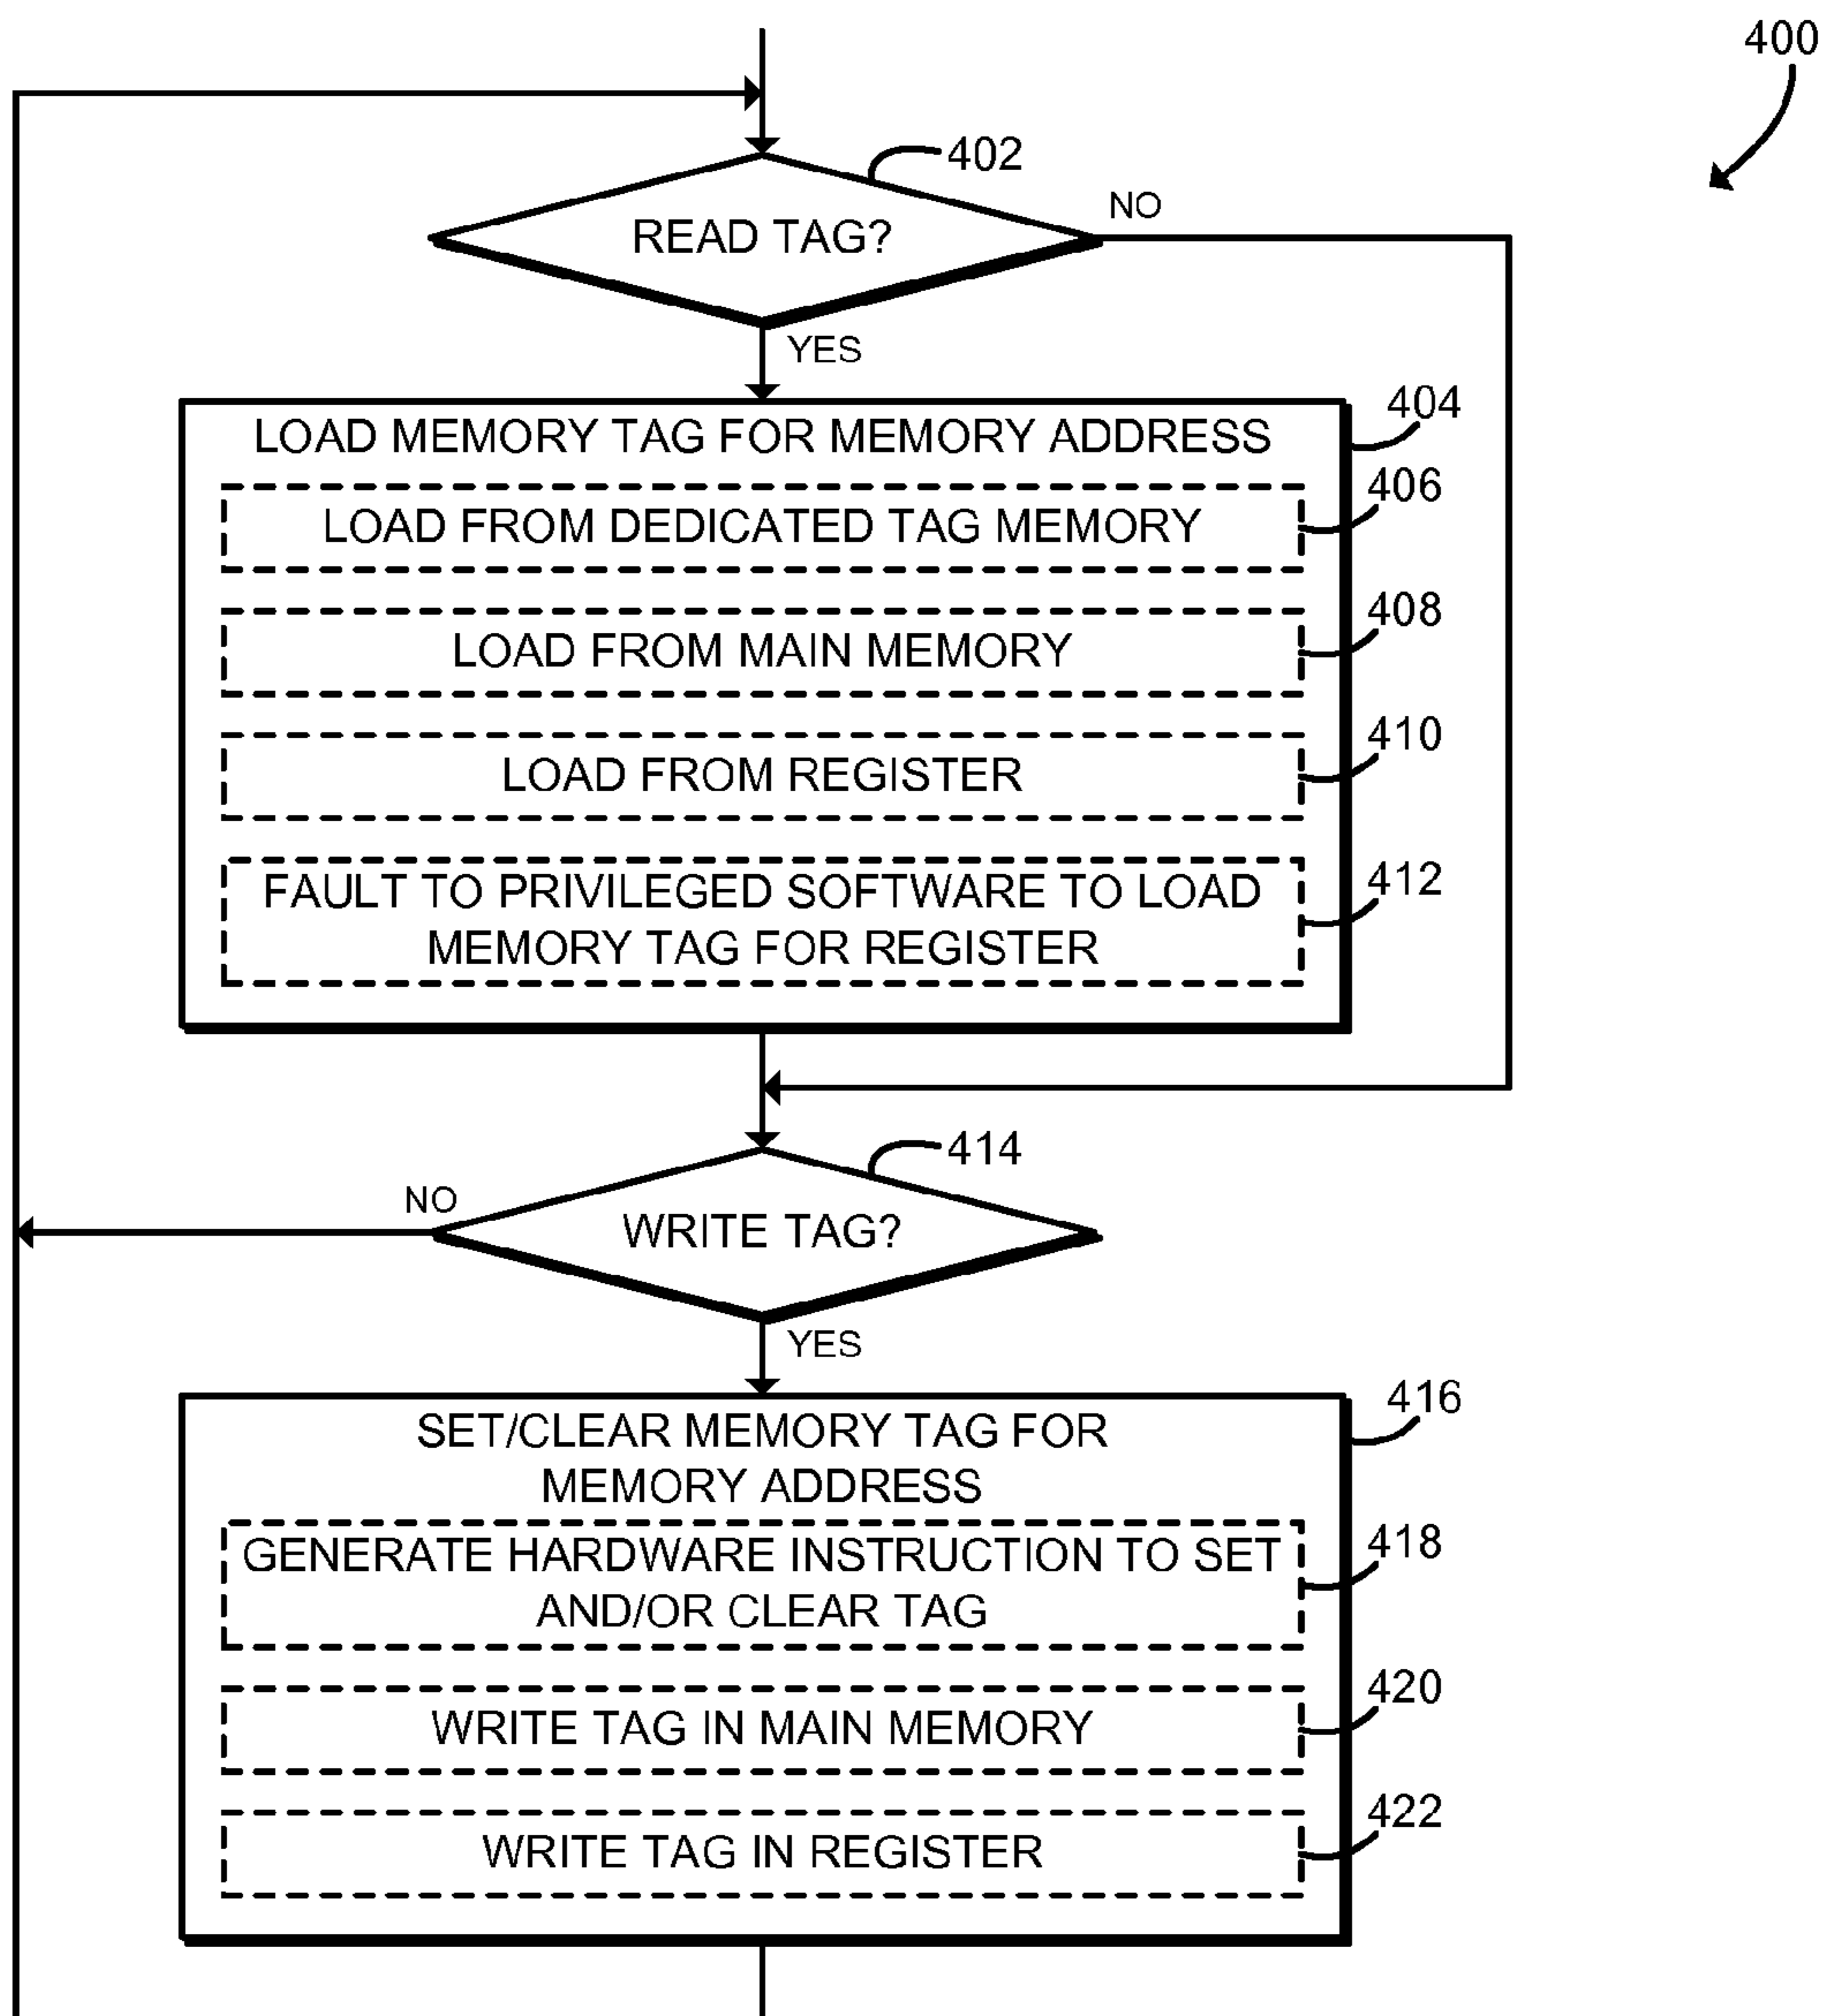 400
402
READ TAG?
NO
YES
404
LOAD MEMORY TAG FOR MEMORY ADDRESS
406
LOAD FROM DEDICATED TAG MEMORY
408
LOAD FROM MAIN MEMORY
410
LOAD FROM REGISTER
412
FAULT TO PRIVILEGED SOFTWARE TO LOAD
MEMORY TAG FOR REGISTER
414
NO
WRITE TAG?
YES
416
SET/CLEAR MEMORY TAG FOR
MEMORY ADDRESS
418
GENERATE HARDWARE INSTRUCTION TO SET
AND/OR CLEAR TAG
420
WRITE TAG IN MAIN MEMORY
422
WRITE TAG IN REGISTER